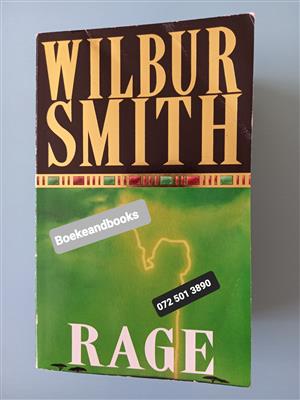 WILBUR
SMITH
Boekeandbooks
072 501 3890
RAGE